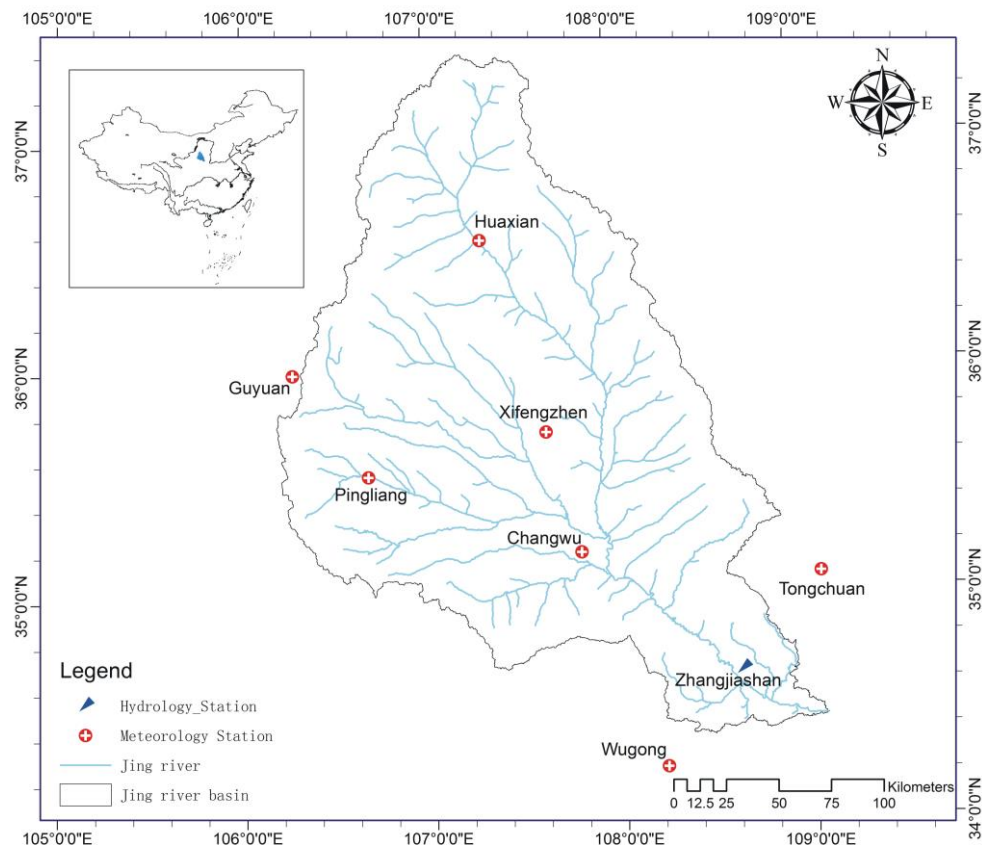 105°0'0"E 106°0'0"E 107°0'0"E 108°0'0"E 109°0'0"E
N
W E
S
37°0'0"N 37°0'0"N
Huaxian
36°0'0"N 36°0'0"N
Guyuan
Xifengzhen
Pingliang
Changwu
Tongchuan
35°0'0"N 35°0'0"N
Legend
Zhangjiashan
Hydrology_Station
Meteorology Station
Wugong
Jing river
Kilometers
Jing river basin
0 12.5 25 50 75 100
34°0'0"N
105°0'0"E 106°0'0"E 107°0'0"E 108°0'0"E 109°0'0"E